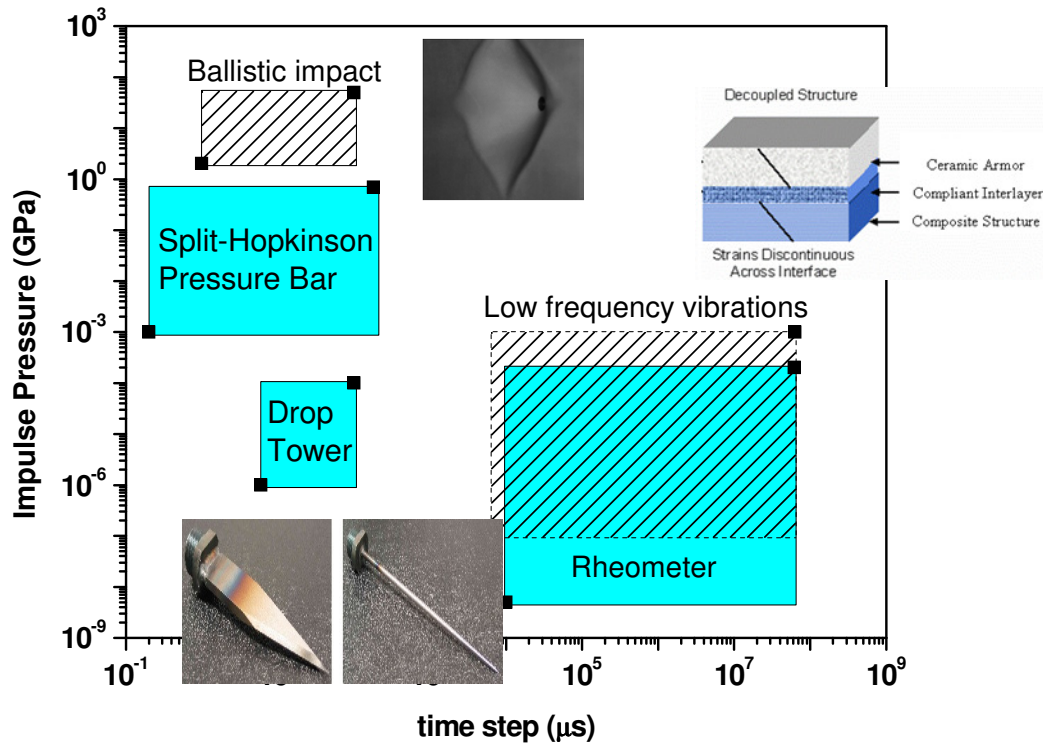 10³
10⁰
10⁻³
10⁻⁶
10⁻⁹
Impulse Pressure (GPa)
Ballistic impact
Split-Hopkinson
Pressure Bar
Drop
Tower
Decoupled Structure
Ceramic Armor
Compliant Interlayer
Composite Structure
Strains Discontinuous
Across Interface
Low frequency vibrations
Rheometer
10⁻¹
10⁵
10⁷
10⁹
time step (μs)